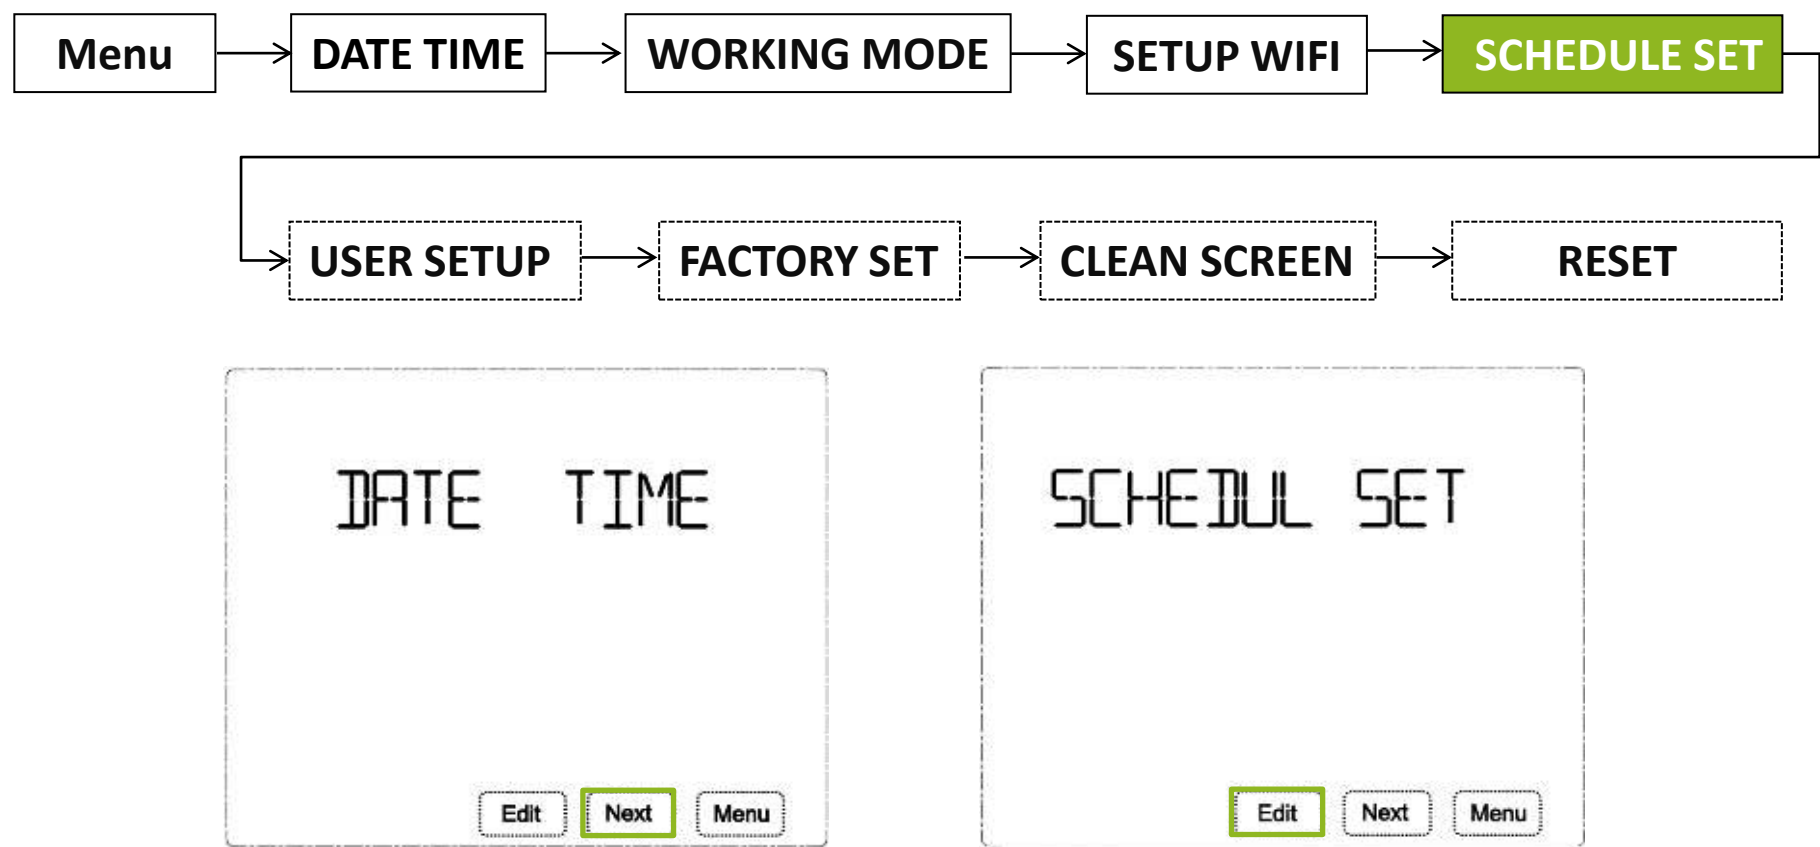 Menu DATE TIME WORKING MODE SETUP WIFI SCHEDULE SET
USER SETUP FACTORY SET CLEAN SCREEN RESET
DATE TIME
Edit Next Menu
SCHEDUL SET
Edit Next Menu